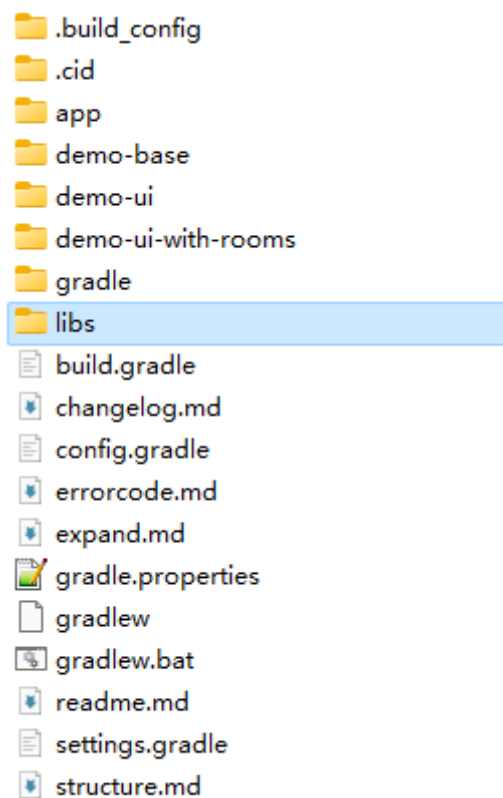 .build_config
.cid
app
demo-base
demo-ui
demo-ui-with-rooms
gradle
libs
build.gradle
changelog.md
config.gradle
errorcode.md
expand.md
gradle.properties
gradlew
gradlew.bat
readme.md
settings.gradle
structure.md